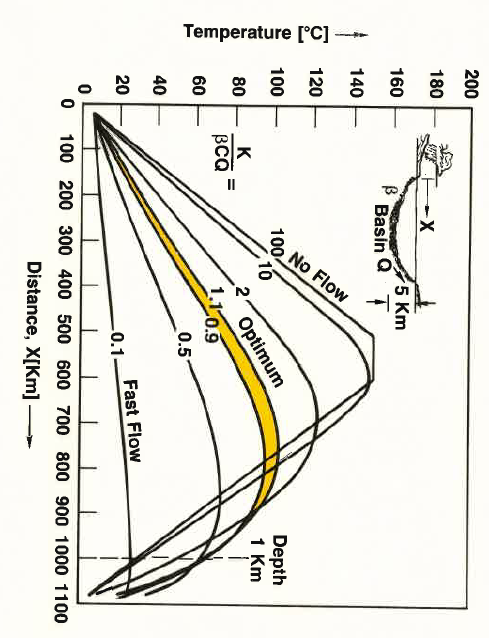 Temperature [°C] →
0 20 40 60 80 100 120 140 160 180 200
0 100 200 300 400 500 600 700 800 900 1000 1100
Distance, X[Km] →
K
βCQ =
X
β
Basin Q
5 Km
No Flow
100
10
2
Optimum
1.1
0.9
0.5
0.1
Fast Flow
Depth
1 Km